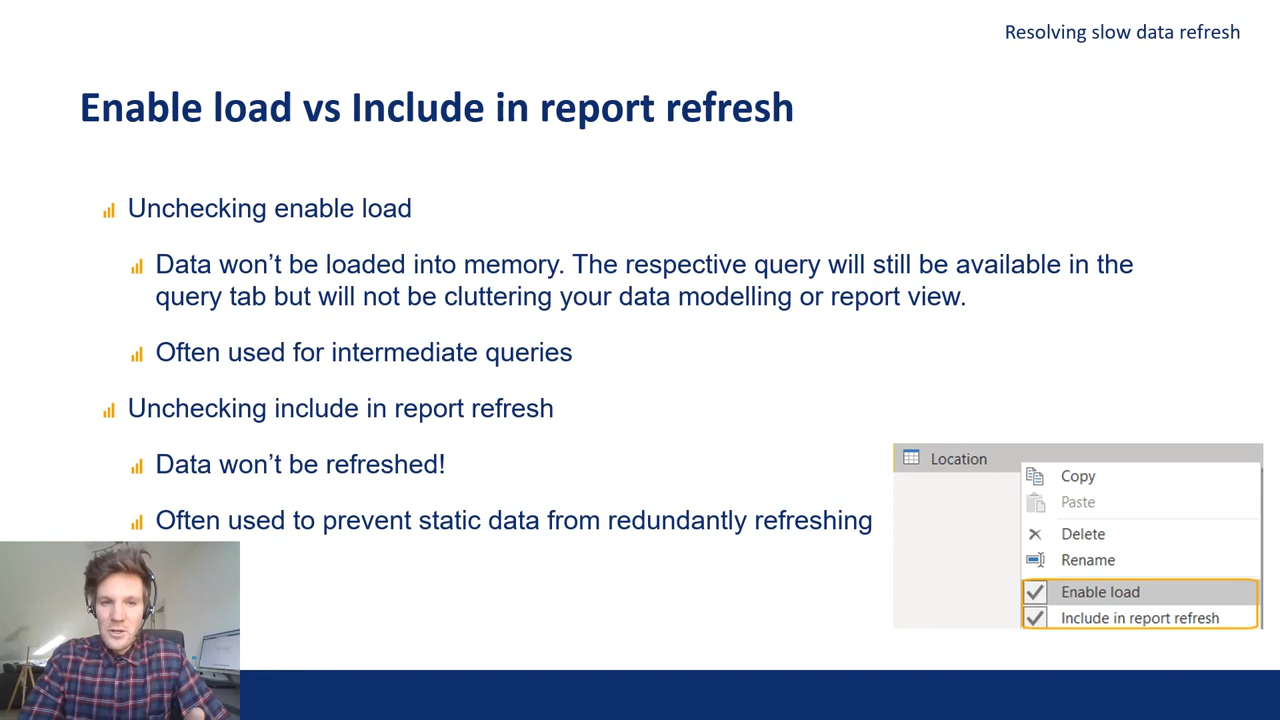 Resolving slow data refresh
Enable load vs Include in report refresh
Unchecking enable load
Data won’t be loaded into memory. The respective query will still be available in the
query tab but will not be cluttering your data modelling or report view.
Often used for intermediate queries
Unchecking include in report refresh
Data won’t be refreshed!
Often used to prevent static data from redundantly refreshing
Location
Copy
Paste
Delete
Rename
Enable load
Include in report refresh